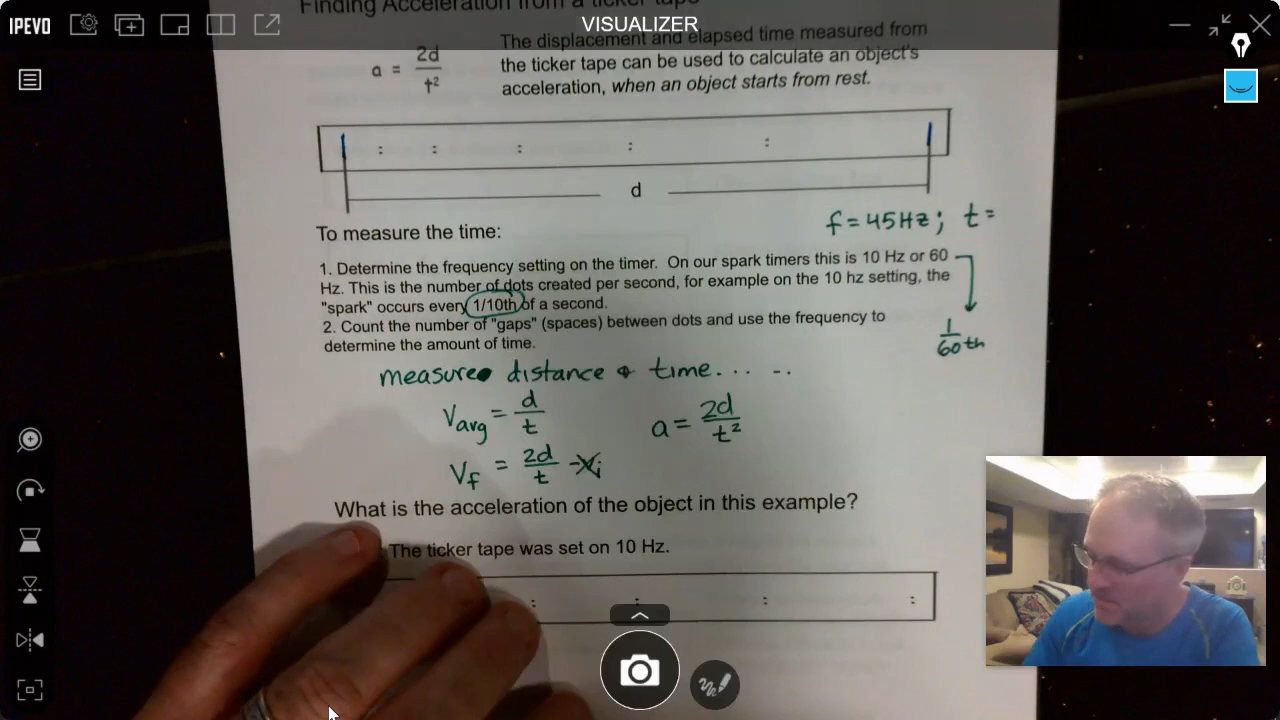 IPEVO
VISUALIZER
Finding Acceleration from a ticker tape
a = 2d / t²
The displacement and elapsed time measured from
the ticker tape can be used to calculate an object's
acceleration, when an object starts from rest.
d
f = 45Hz; t =
To measure the time:
1. Determine the frequency setting on the timer. On our spark timers this is 10 Hz or 60
Hz. This is the number of dots created per second, for example on the 10 hz setting, the
"spark" occurs every 1/10th of a second.
2. Count the number of "gaps" (spaces) between dots and use the frequency to
determine the amount of time.
1/60th
measure distance & time.... ..
Vavg = d/t
a = 2d/t²
Vf = 2d/t - Vi
What is the acceleration of the object in this example?
The ticker tape was set on 10 Hz.